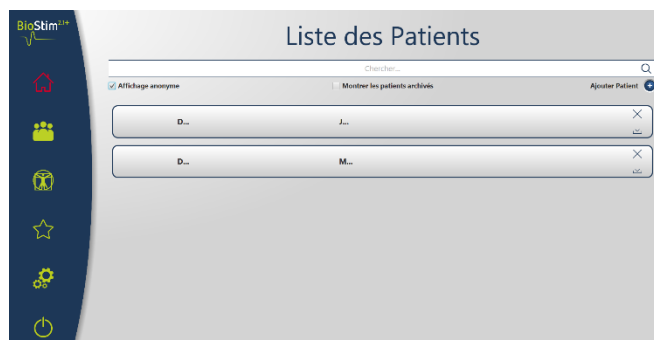 BioStim2.1+
Liste des Patients
Chercher...
Affichage anonyme Montrer les patients archivés Ajouter Patient
D... J...
D... M...